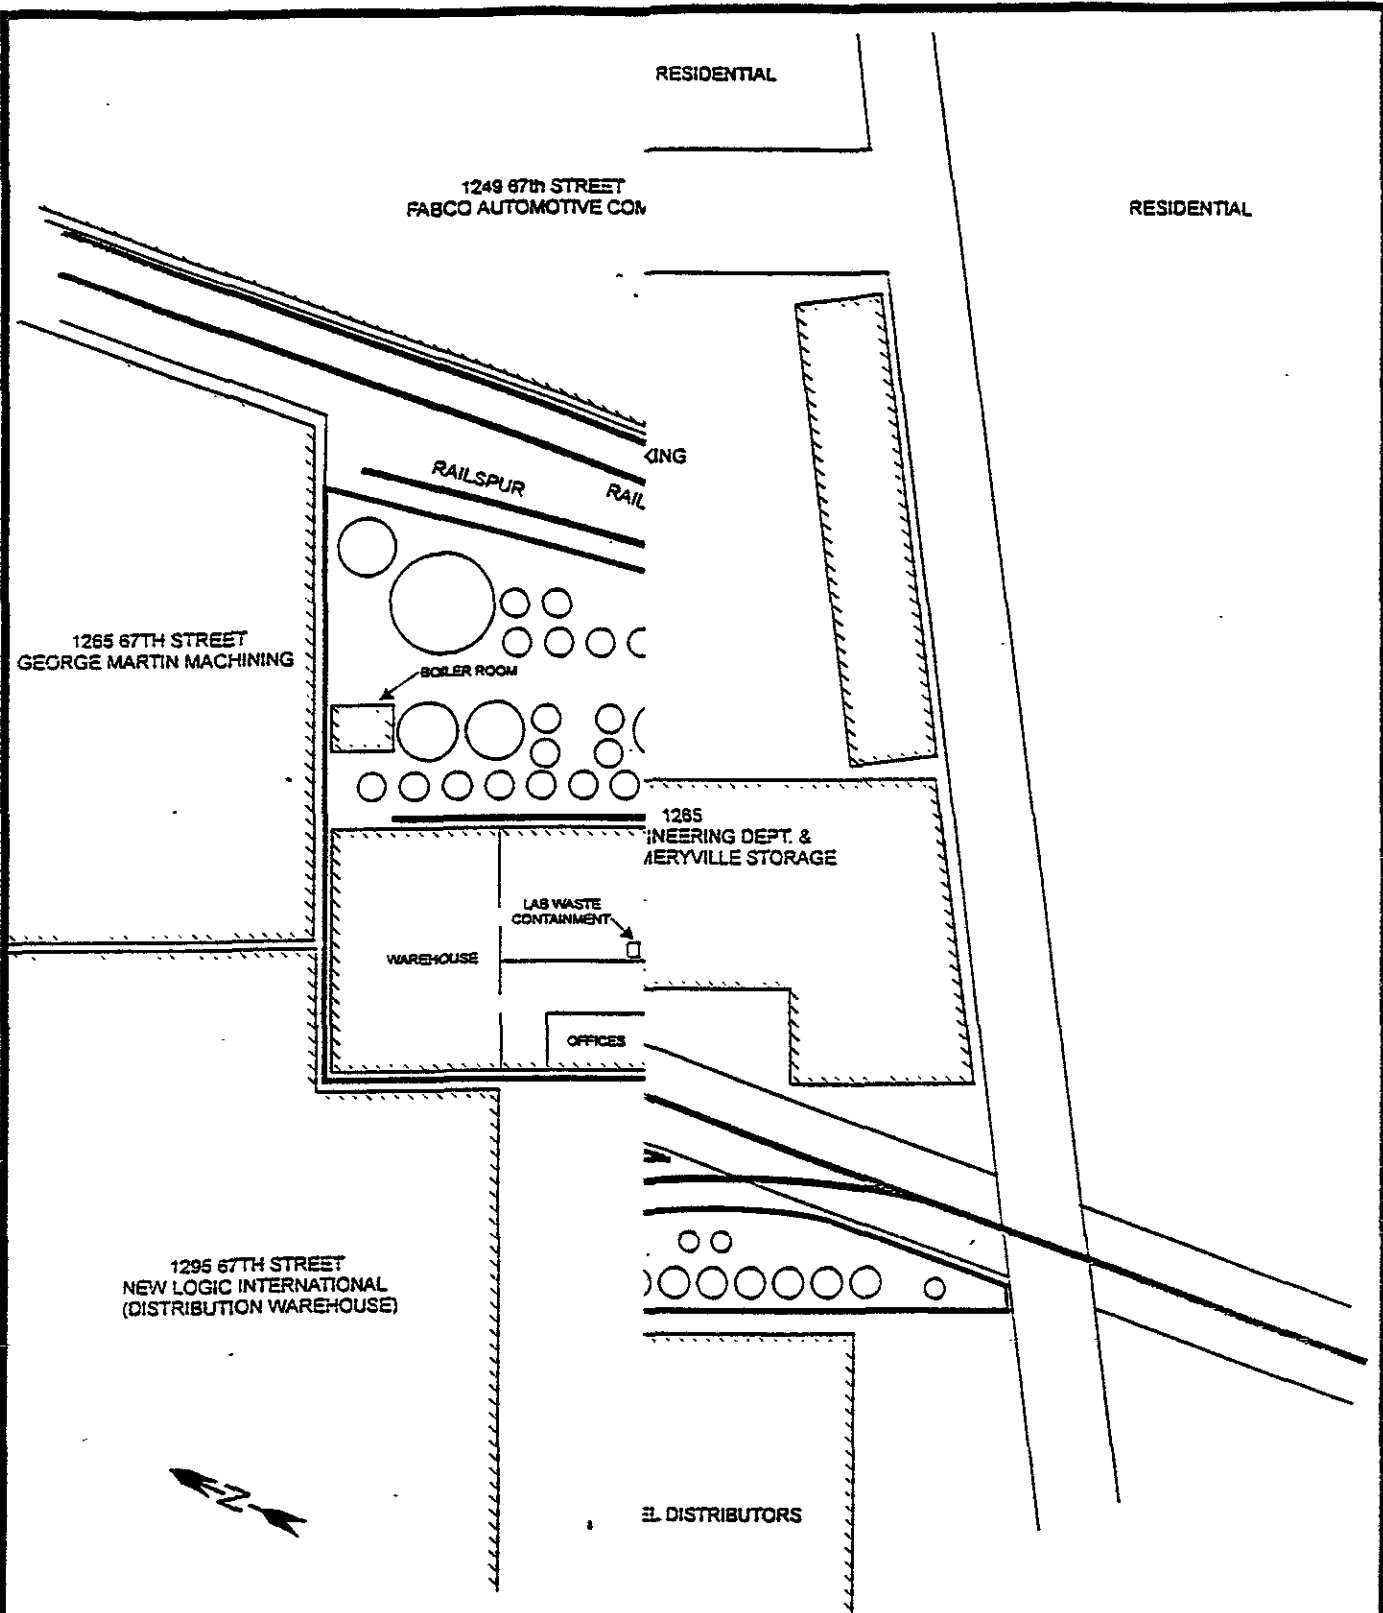 RESIDENTIAL
1249 67th STREET
FABCO AUTOMOTIVE COM
RESIDENTIAL
KING
RAILSPUR
RAIL
1265 67TH STREET
GEORGE MARTIN MACHINING
BOILER ROOM
1265
INEERING DEPT. &
MERYVILLE STORAGE
LAB WASTE
CONTAINMENT
WAREHOUSE
OFFICES
1295 67TH STREET
NEW LOGIC INTERNATIONAL
(DISTRIBUTION WAREHOUSE)
N
EL DISTRIBUTORS